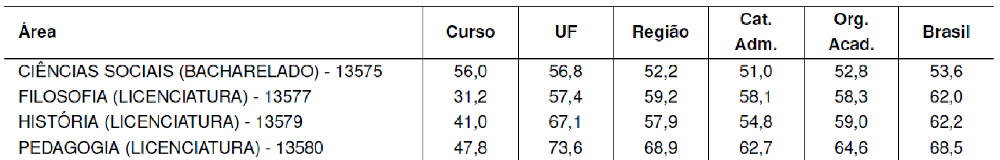 Área Curso UF Região Cat. Adm. Org. Acad. Brasil
CIÊNCIAS SOCIAIS (BACHARELADO) - 13575 56,0 56,8 52,2 51,0 52,8 53,6
FILOSOFIA (LICENCIATURA) - 13577 31,2 57,4 59,2 58,1 58,3 62,0
HISTÓRIA (LICENCIATURA) - 13579 41,0 67,1 57,9 54,8 59,0 62,2
PEDAGOGIA (LICENCIATURA) - 13580 47,8 73,6 68,9 62,7 64,6 68,5